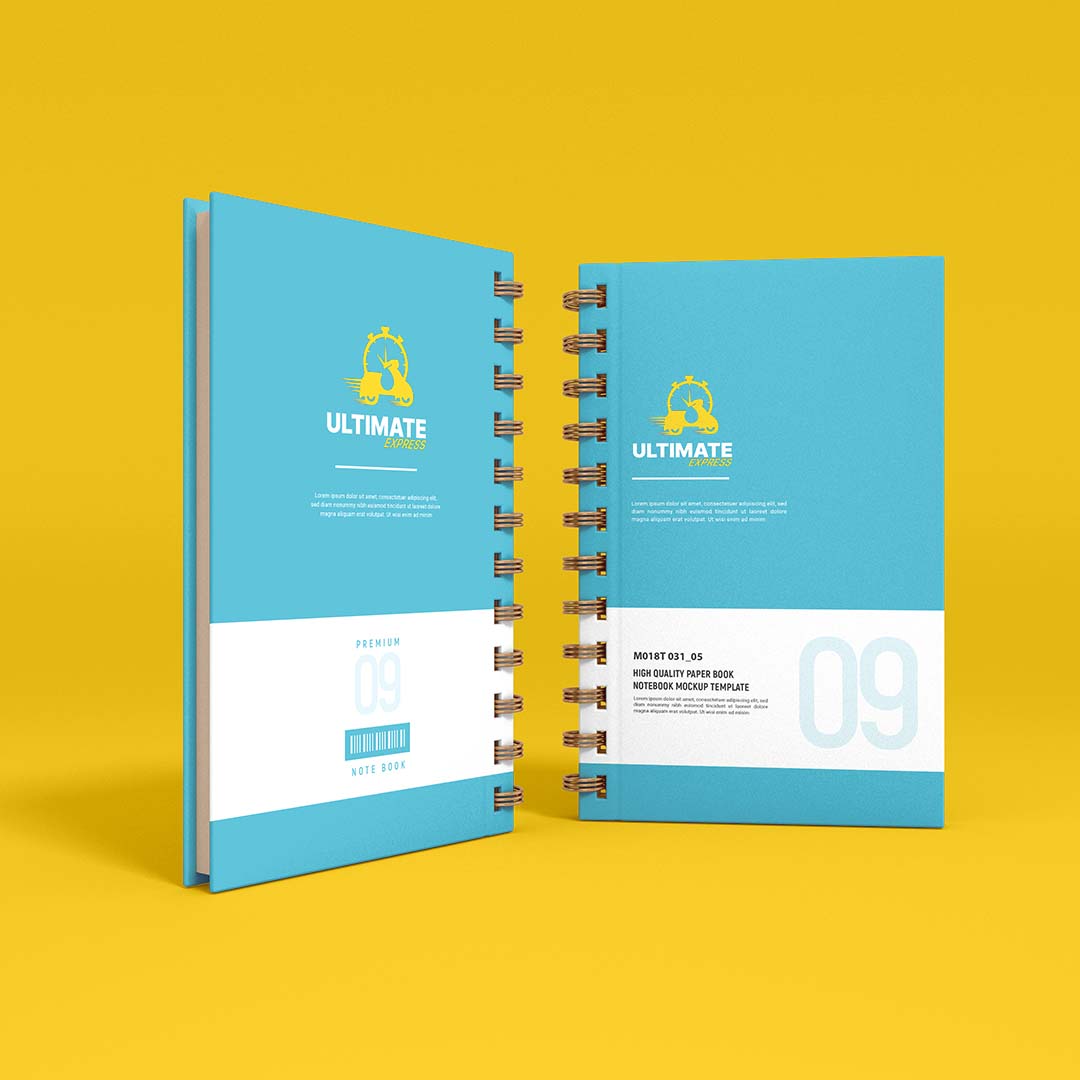 ULTIMATE
EXPRESS
Lorem ipsum dolor sit amet, consectetuer adipiscing elit,
sed diam nonummy nibh euismod tincidunt ut laoreet dolore
magna aliquam erat volutpat. Ut wisi enim ad minim
PREMIUM
09
NOTE BOOK
ULTIMATE
EXPRESS
Lorem ipsum dolor sit amet, consectetuer adipiscing elit, sed
diam nonummy nibh euismod tincidunt ut laoreet dolore
magna aliquam erat volutpat. Ut wisi enim ad minim
M018T 031_05
HIGH QUALITY PAPER BOOK
NOTEBOOK MOCKUP TEMPLATE
Lorem ipsum dolor sit amet, consectetuer adipiscing elit,
sed diam nonummy nibh euismod tincidunt ut laoreet dolore
magna aliquam erat volutpat. Ut wisi enim ad minim
09